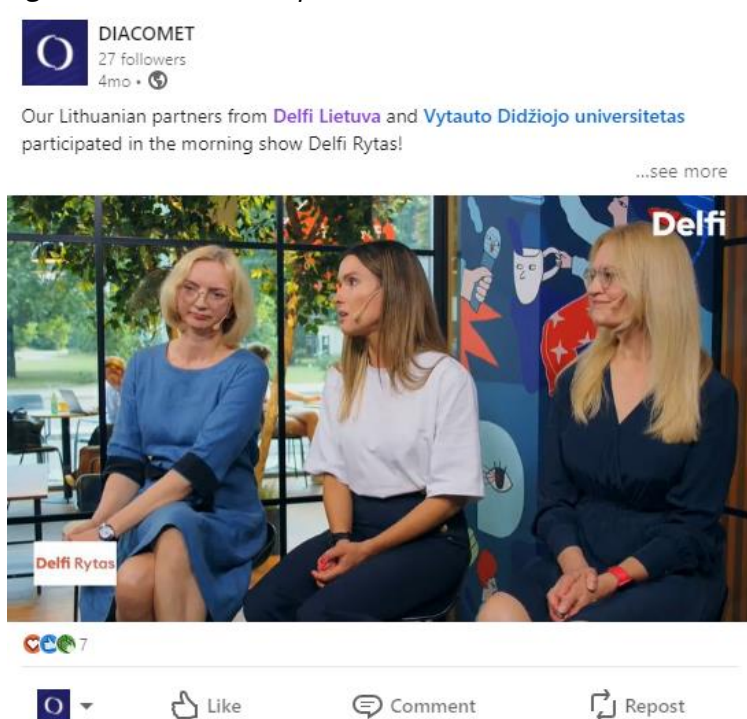 DIACOMET
27 followers
4mo •
Our Lithuanian partners from Delfi Lietuva and Vytauto Didžiojo universitetas
participated in the morning show Delfi Rytas!
...see more
Delfi
Delfi Rytas
7
Like Comment Repost